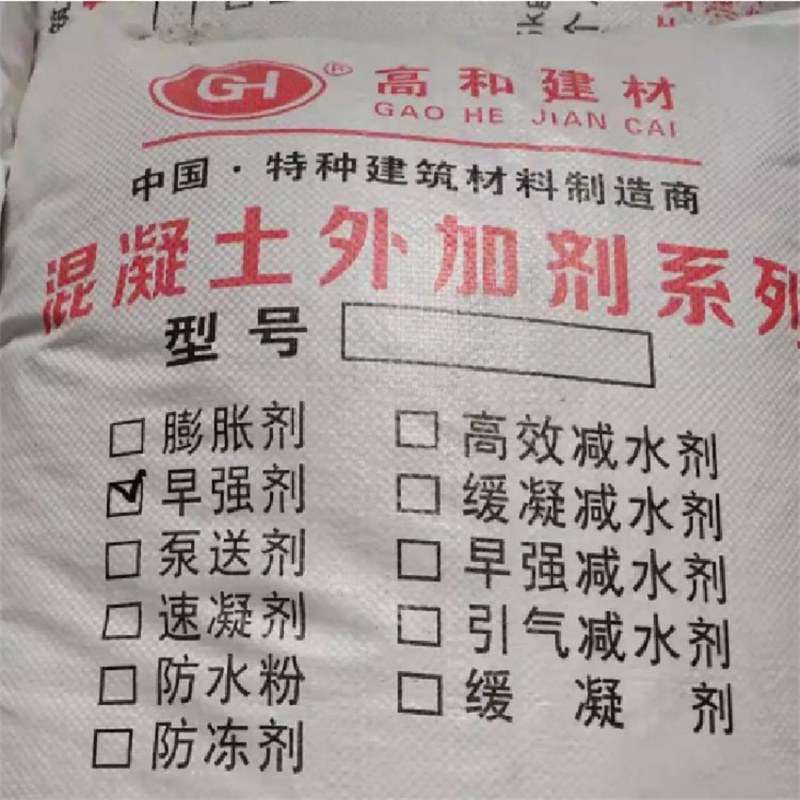 GH® 高和建材
GAO HE JIAN CAI
中国·特种建筑材料制造商
混凝土外加剂系列
型号
膨胀剂 高效减水剂
早强剂 缓凝减水剂
泵送剂 早强减水剂
速凝剂 引气减水剂
防水粉 缓凝剂
防冻剂